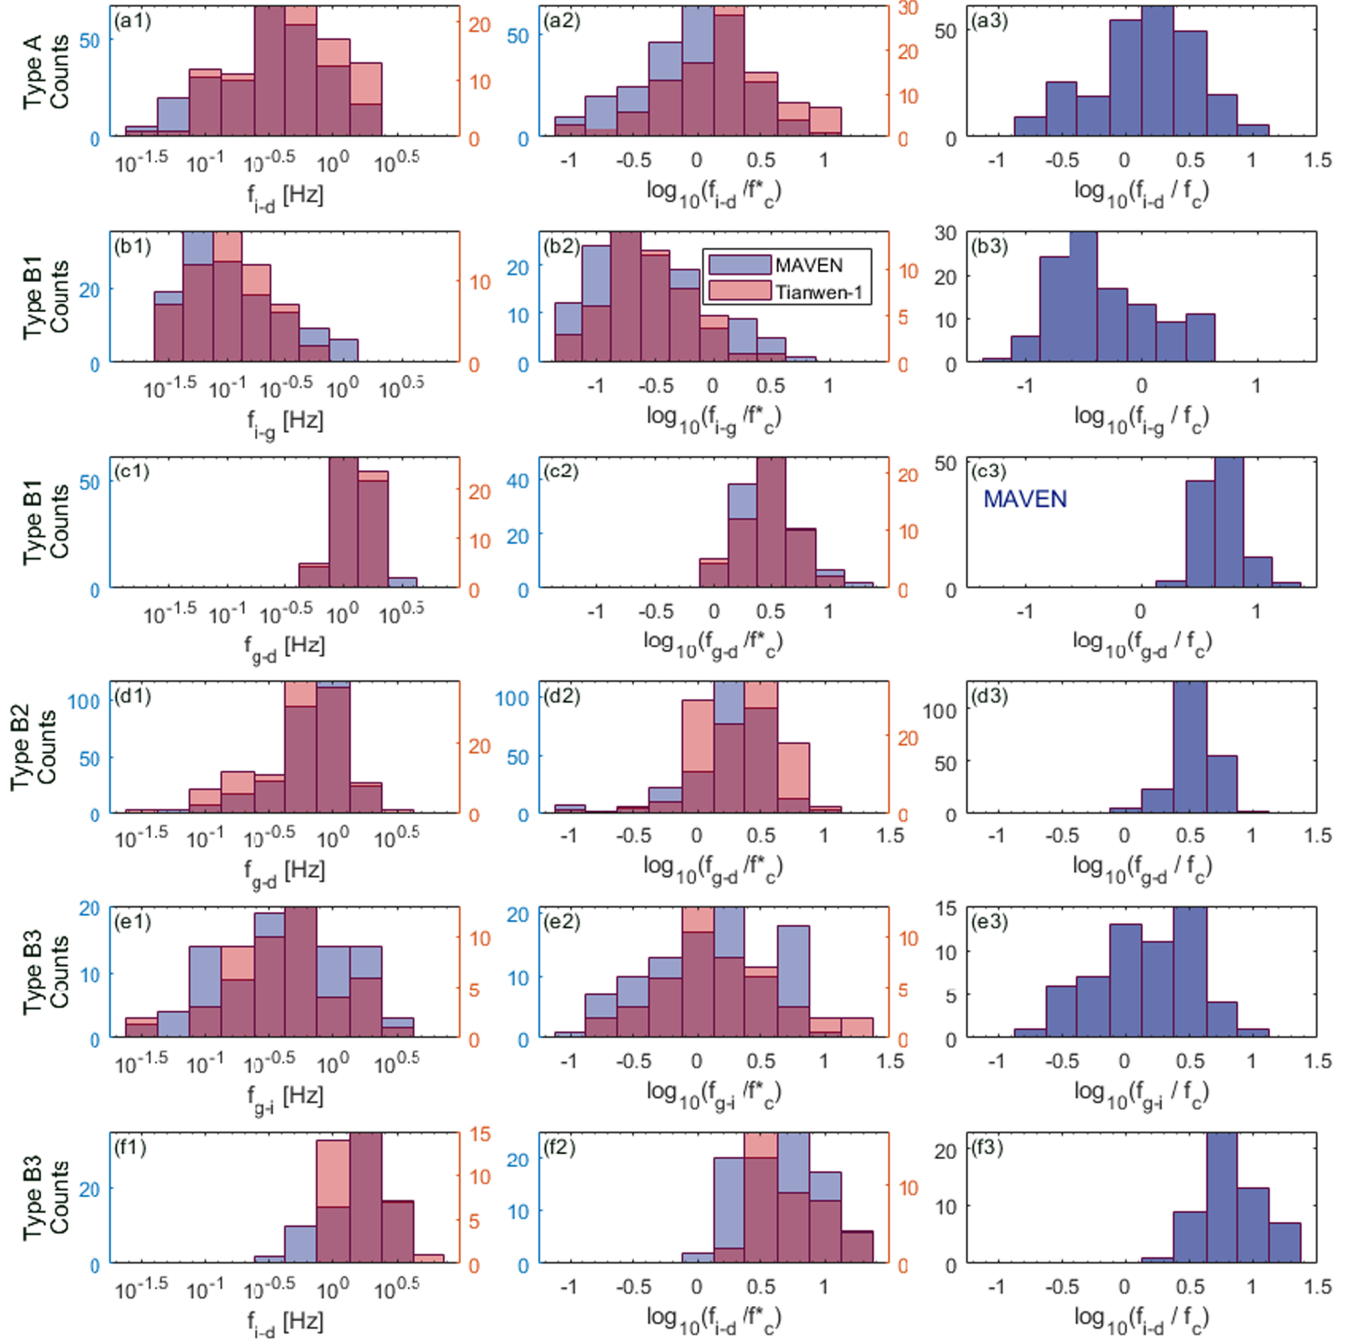 Type A
Counts
(a1)
50
0
20
10
0
10^-1.5 10^-1 10^-0.5 10^0 10^0.5
f_i-d [Hz]
(a2)
50
0
30
20
10
0
-1 -0.5 0 0.5 1
log10(f_i-d /f*_c)
(a3)
50
0
-1 -0.5 0 0.5 1 1.5
log10(f_i-d / f_c)
Type B1
Counts
(b1)
20
0
10
0
10^-1.5 10^-1 10^-0.5 10^0 10^0.5
f_i-g [Hz]
(b2)
MAVEN
Tianwen-1
20
10
0
10
5
0
-1 -0.5 0 0.5 1
log10(f_i-g /f*_c)
(b3)
30
20
10
0
-1 0 1
log10(f_i-g / f_c)
Type B1
Counts
(c1)
50
0
20
10
0
10^-1.5 10^-1 10^-0.5 10^0 10^0.5
f_g-d [Hz]
(c2)
40
20
0
20
10
0
-1 -0.5 0 0.5 1
log10(f_g-d /f*_c)
(c3)
MAVEN
50
0
-1 0 1
log10(f_g-d / f_c)
Type B2
Counts
(d1)
100
50
0
20
0
10^-1.5 10^-1 10^-0.5 10^0 10^0.5
f_g-d [Hz]
(d2)
100
50
0
20
0
-1 -0.5 0 0.5 1 1.5
log10(f_g-d /f*_c)
(d3)
100
50
0
-1 -0.5 0 0.5 1 1.5
log10(f_g-d / f_c)
Type B3
Counts
(e1)
20
10
0
10
5
0
10^-1.5 10^-1 10^-0.5 10^0 10^0.5
f_g-i [Hz]
(e2)
20
10
0
10
5
0
-1 -0.5 0 0.5 1 1.5
log10(f_g-i /f*_c)
(e3)
15
10
5
0
-1 -0.5 0 0.5 1 1.5
log10(f_g-i / f_c)
Type B3
Counts
(f1)
20
0
15
10
5
0
10^-1.5 10^-1 10^-0.5 10^0 10^0.5
f_i-d [Hz]
(f2)
20
10
0
10
0
-1 -0.5 0 0.5 1 1.5
log10(f_i-d /f*_c)
(f3)
20
10
0
-1 -0.5 0 0.5 1 1.5
log10(f_i-d / f_c)